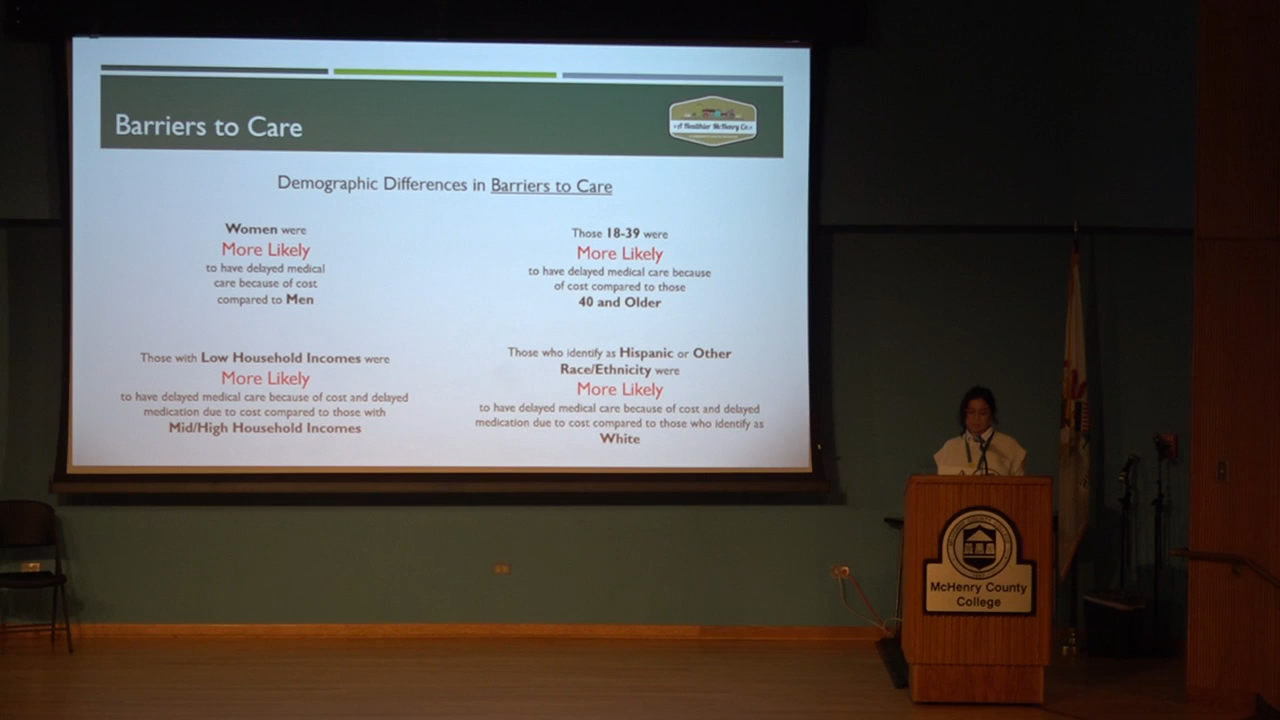 Barriers to Care
A Healthier McHenry Co.
Demographic Differences in Barriers to Care
Women were
More Likely
to have delayed medical
care because of cost
compared to Men
Those 18-39 were
More Likely
to have delayed medical care because
of cost compared to those
40 and Older
Those with Low Household Incomes were
More Likely
to have delayed medical care because of cost and delayed
medication due to cost compared to those with
Mid/High Household Incomes
Those who identify as Hispanic or Other
Race/Ethnicity were
More Likely
to have delayed medical care because of cost and delayed
medication due to cost compared to those who identify as
White
McHenry County
College